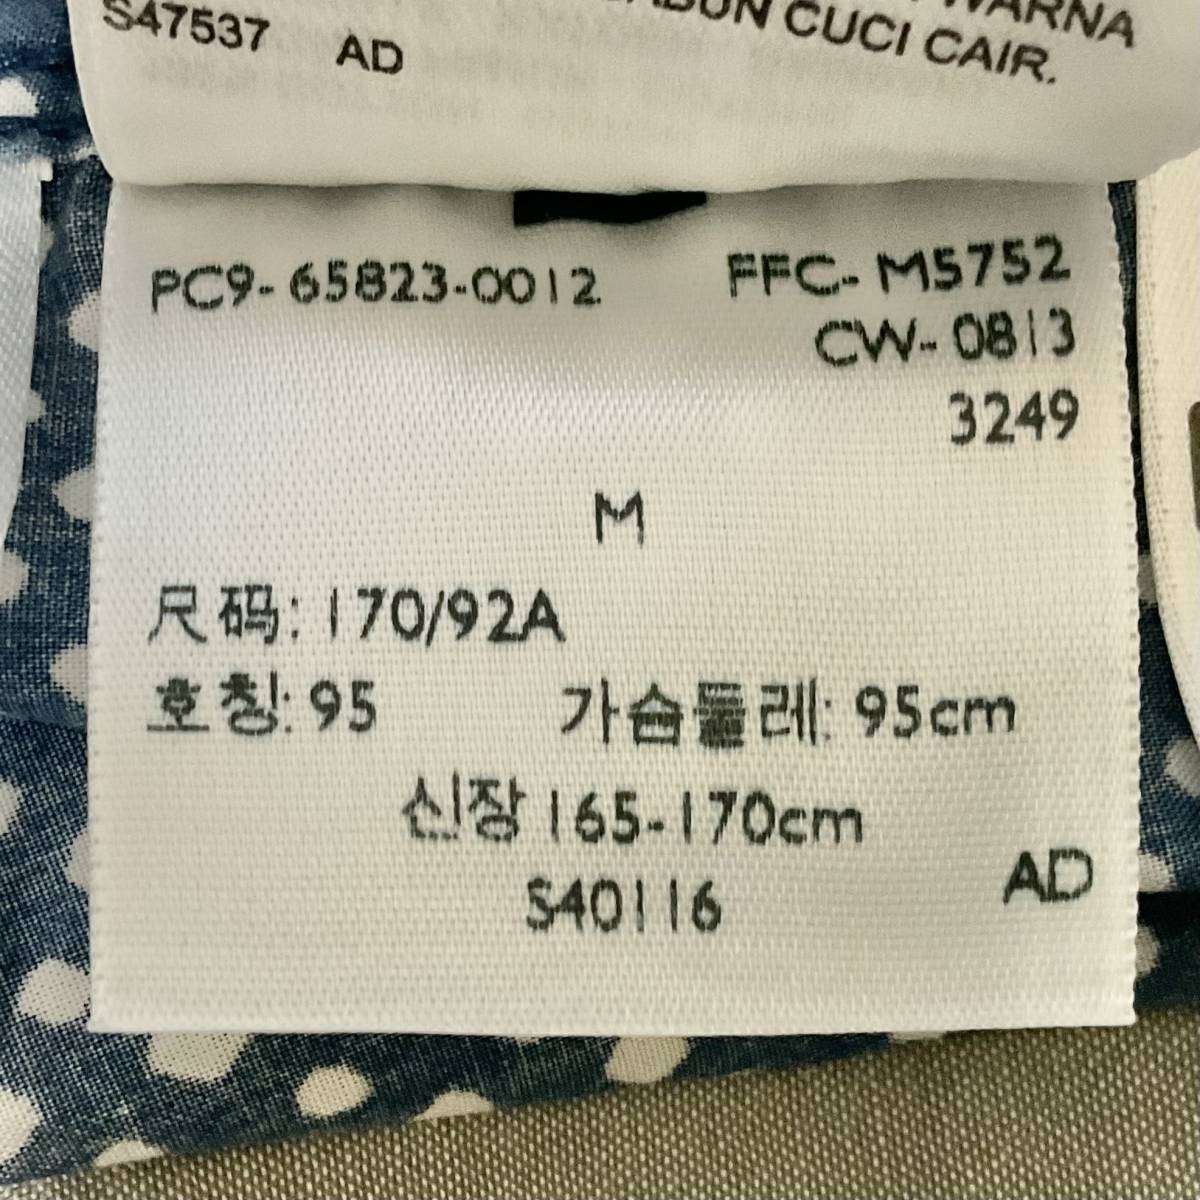 WARNA
CUCI CAIR.
S47537 AD
PC9-65823-0012 FFC-M5752
CW-0813
3249
M
尺码: 170/92A
호칭: 95 가슴둘레: 95cm
신장 165-170cm
S40116 AD